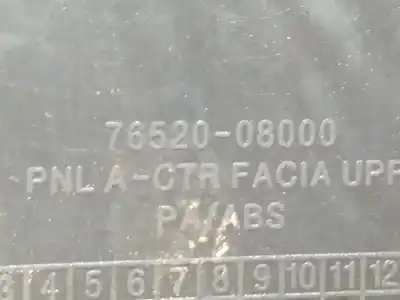 76520-08000
PNL A-CTR FACIA UPP
PA/ABS
3 4 5 6 7 8 9 10 11 12